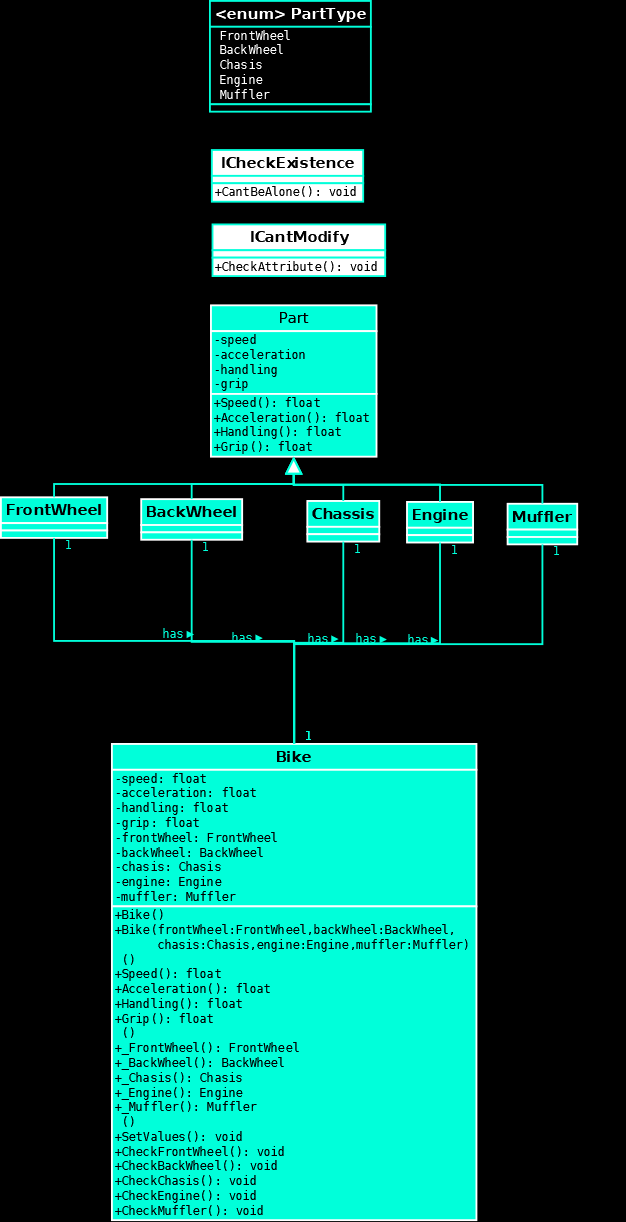 <enum> PartType
FrontWheel
BackWheel
Chasis
Engine
Muffler
ICheckExistence
+CantBeAlone(): void
ICantModify
+CheckAttribute(): void
Part
-speed
-acceleration
-handling
-grip
+Speed(): float
+Acceleration(): float
+Handling(): float
+Grip(): float
FrontWheel
BackWheel
Chassis
Engine
Muffler
1
1
1
1
1
has
has
has
has
has
1
Bike
-speed: float
-acceleration: float
-handling: float
-grip: float
-frontWheel: FrontWheel
-backWheel: BackWheel
-chasis: Chasis
-engine: Engine
-muffler: Muffler
+Bike()
+Bike(frontWheel:FrontWheel,backWheel:BackWheel,
chasis:Chasis,engine:Engine,muffler:Muffler)
()
+Speed(): float
+Acceleration(): float
+Handling(): float
+Grip(): float
()
+_FrontWheel(): FrontWheel
+_BackWheel(): BackWheel
+_Chasis(): Chasis
+_Engine(): Engine
+_Muffler(): Muffler
()
+SetValues(): void
+CheckFrontWheel(): void
+CheckBackWheel(): void
+CheckChasis(): void
+CheckEngine(): void
+CheckMuffler(): void